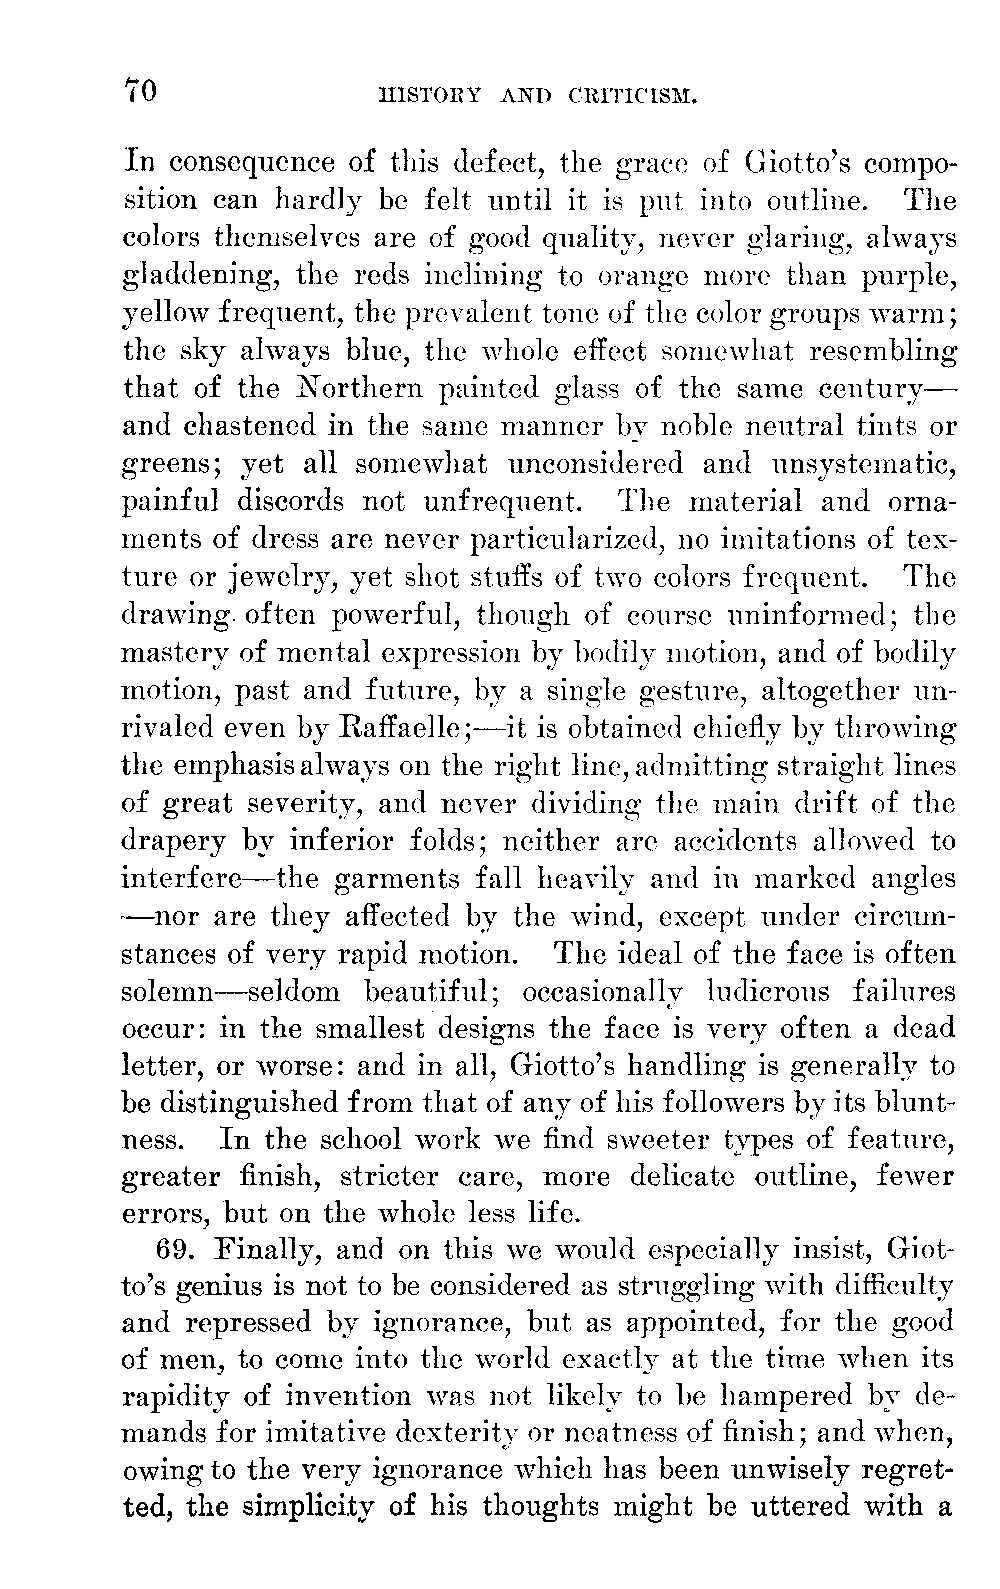 70 HISTORY AND CRITICISM.
In consequence of this defect, the grace of Giotto's compo-
sition can hardly be felt until it is put into outline. The
colors themselves are of good quality, never glaring, always
gladdening, the reds inclining to orange more than purple,
yellow frequent, the prevalent tone of the color groups warm;
the sky always blue, the whole effect somewhat resembling
that of the Northern painted glass of the same century—
and chastened in the same manner by noble neutral tints or
greens; yet all somewhat unconsidered and unsystematic,
painful discords not unfrequent. The material and orna-
ments of dress are never particularized, no imitations of tex-
ture or jewelry, yet shot stuffs of two colors frequent. The
drawing often powerful, though of course uninformed; the
mastery of mental expression by bodily motion, and of bodily
motion, past and future, by a single gesture, altogether un-
rivaled even by Raffaelle;—it is obtained chiefly by throwing
the emphasis always on the right line, admitting straight lines
of great severity, and never dividing the main drift of the
drapery by inferior folds; neither are accidents allowed to
interfere—the garments fall heavily and in marked angles
—nor are they affected by the wind, except under circum-
stances of very rapid motion. The ideal of the face is often
solemn—seldom beautiful; occasionally ludicrous failures
occur: in the smallest designs the face is very often a dead
letter, or worse: and in all, Giotto's handling is generally to
be distinguished from that of any of his followers by its blunt-
ness. In the school work we find sweeter types of feature,
greater finish, stricter care, more delicate outline, fewer
errors, but on the whole less life.
69. Finally, and on this we would especially insist, Giot-
to's genius is not to be considered as struggling with difficulty
and repressed by ignorance, but as appointed, for the good
of men, to come into the world exactly at the time when its
rapidity of invention was not likely to be hampered by de-
mands for imitative dexterity or neatness of finish; and when,
owing to the very ignorance which has been unwisely regret-
ted, the simplicity of his thoughts might be uttered with a